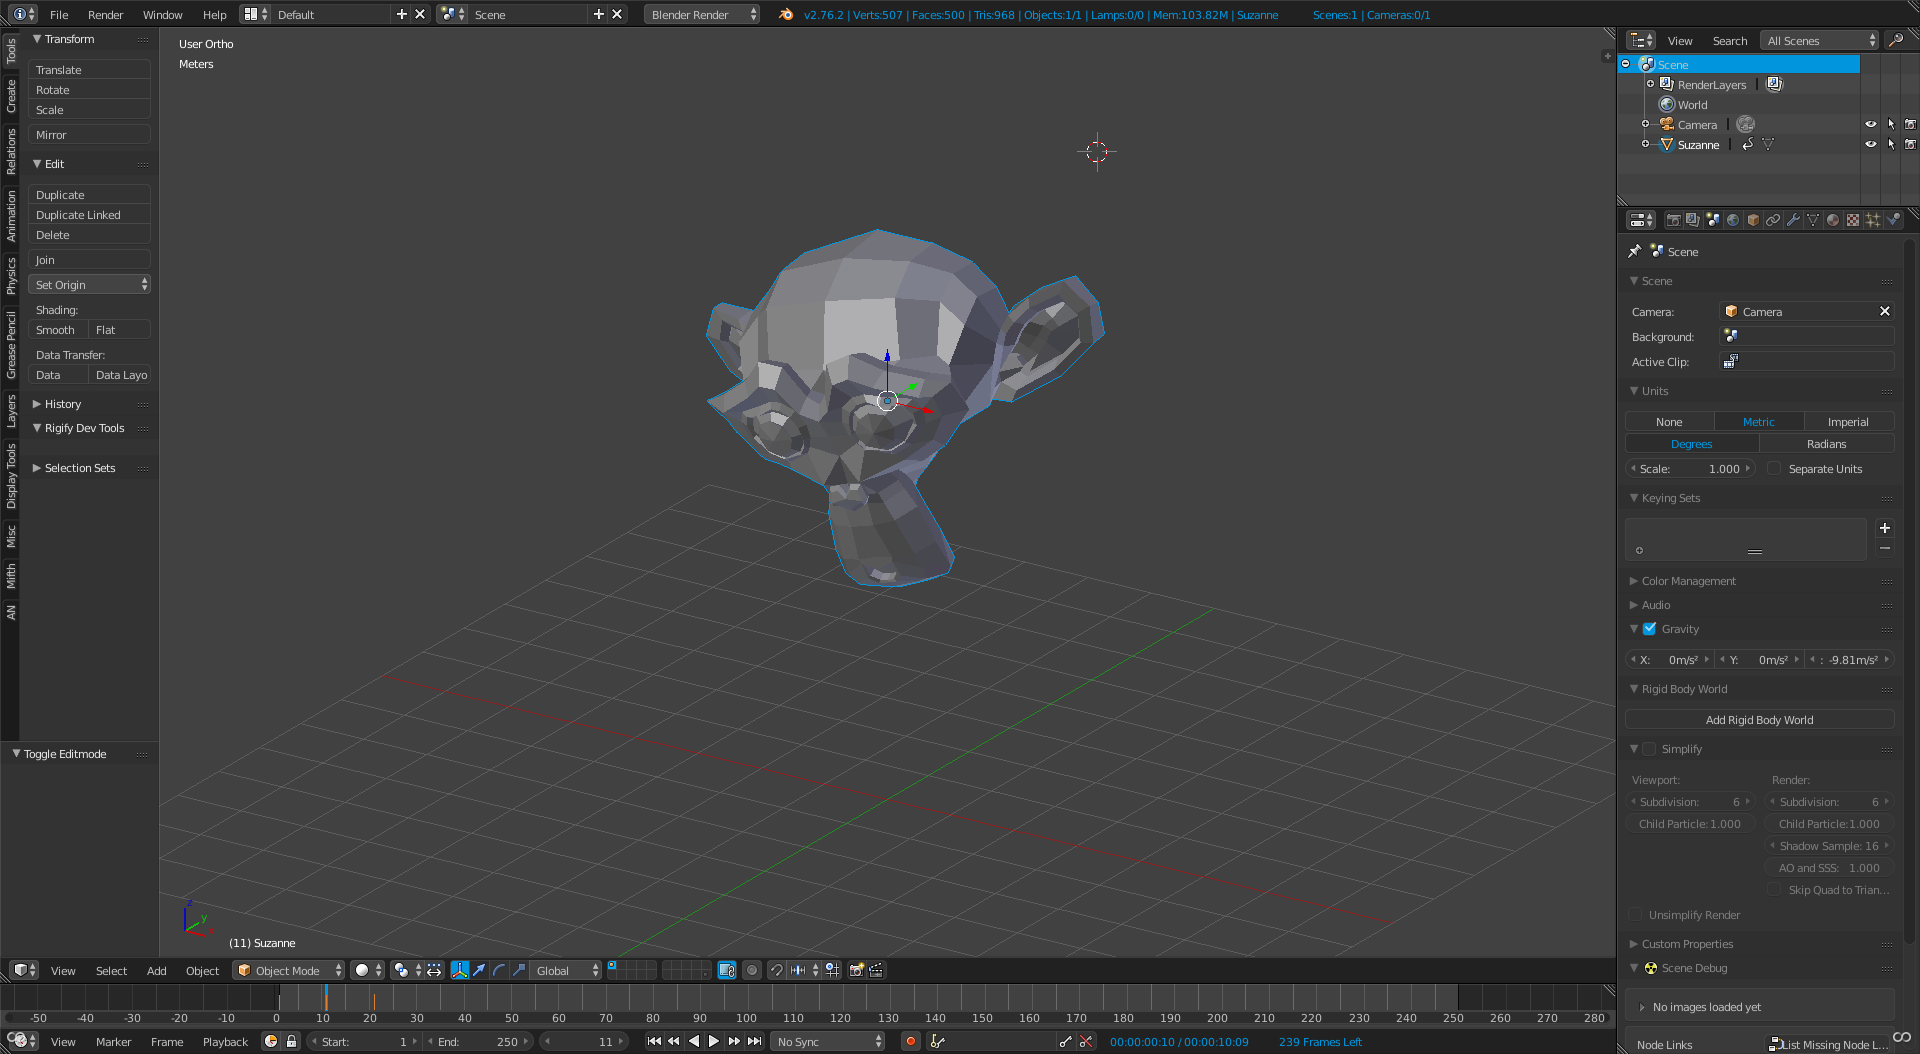 File Render Window Help Default Scene Blender Render v2.76.2 | Verts:507 | Faces:500 | Tris:968 | Objects:1/1 | Lamps:0/0 | Mem:103.82M | Suzanne Scenes:1 | Cameras:0/1
Tools
Create
Relations
Animation
Physics
Grease Pencil
Layers
Display Tools
Misc
Mifth
AN
Transform
Translate
Rotate
Scale
Mirror
Edit
Duplicate
Duplicate Linked
Delete
Join
Set Origin
Shading:
Smooth Flat
Data Transfer:
Data Data Layo
History
Rigify Dev Tools
Selection Sets
Toggle Editmode
User Ortho
Meters
z
y
(11) Suzanne
View Select Add Object Object Mode Global
-50 -40 -30 -20 -10 0 10 20 30 40 50 60 70 80 90 100 110 120 130 140 150 160 170 180 190 200 210 220 230 240 250 260 270 280
View Marker Frame Playback Start: 1 End: 250 11 No Sync 00:00:00:10 / 00:00:10:09 239 Frames Left
View Search All Scenes
Scene
RenderLayers |
World
Camera |
Suzanne |
Scene
Scene
Camera: Camera
Background:
Active Clip:
Units
None Metric Imperial
Degrees Radians
Scale: 1.000 Separate Units
Keying Sets
Color Management
Audio
Gravity
X: 0m/s² Y: 0m/s² : -9.81m/s²
Rigid Body World
Add Rigid Body World
Simplify
Viewport: Render:
Subdivision: 6 Subdivision: 6
Child Particle:1.000 Child Particle:1.000
Shadow Sample: 16
AO and SSS: 1.000
Skip Quad to Trian...
Unsimplify Render
Custom Properties
Scene Debug
No images loaded yet
Node Links List Missing Node L...